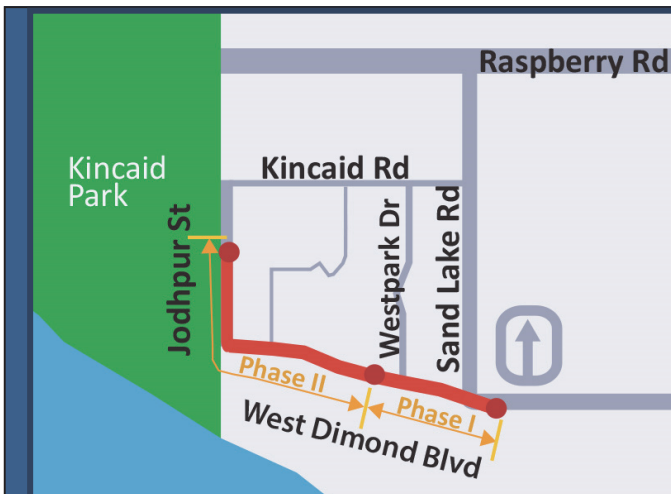 Raspberry Rd
Kincaid Rd
Kincaid
Park
Jodhpur St
Westpark Dr
Sand Lake Rd
Phase II
Phase I
West Dimond Blvd